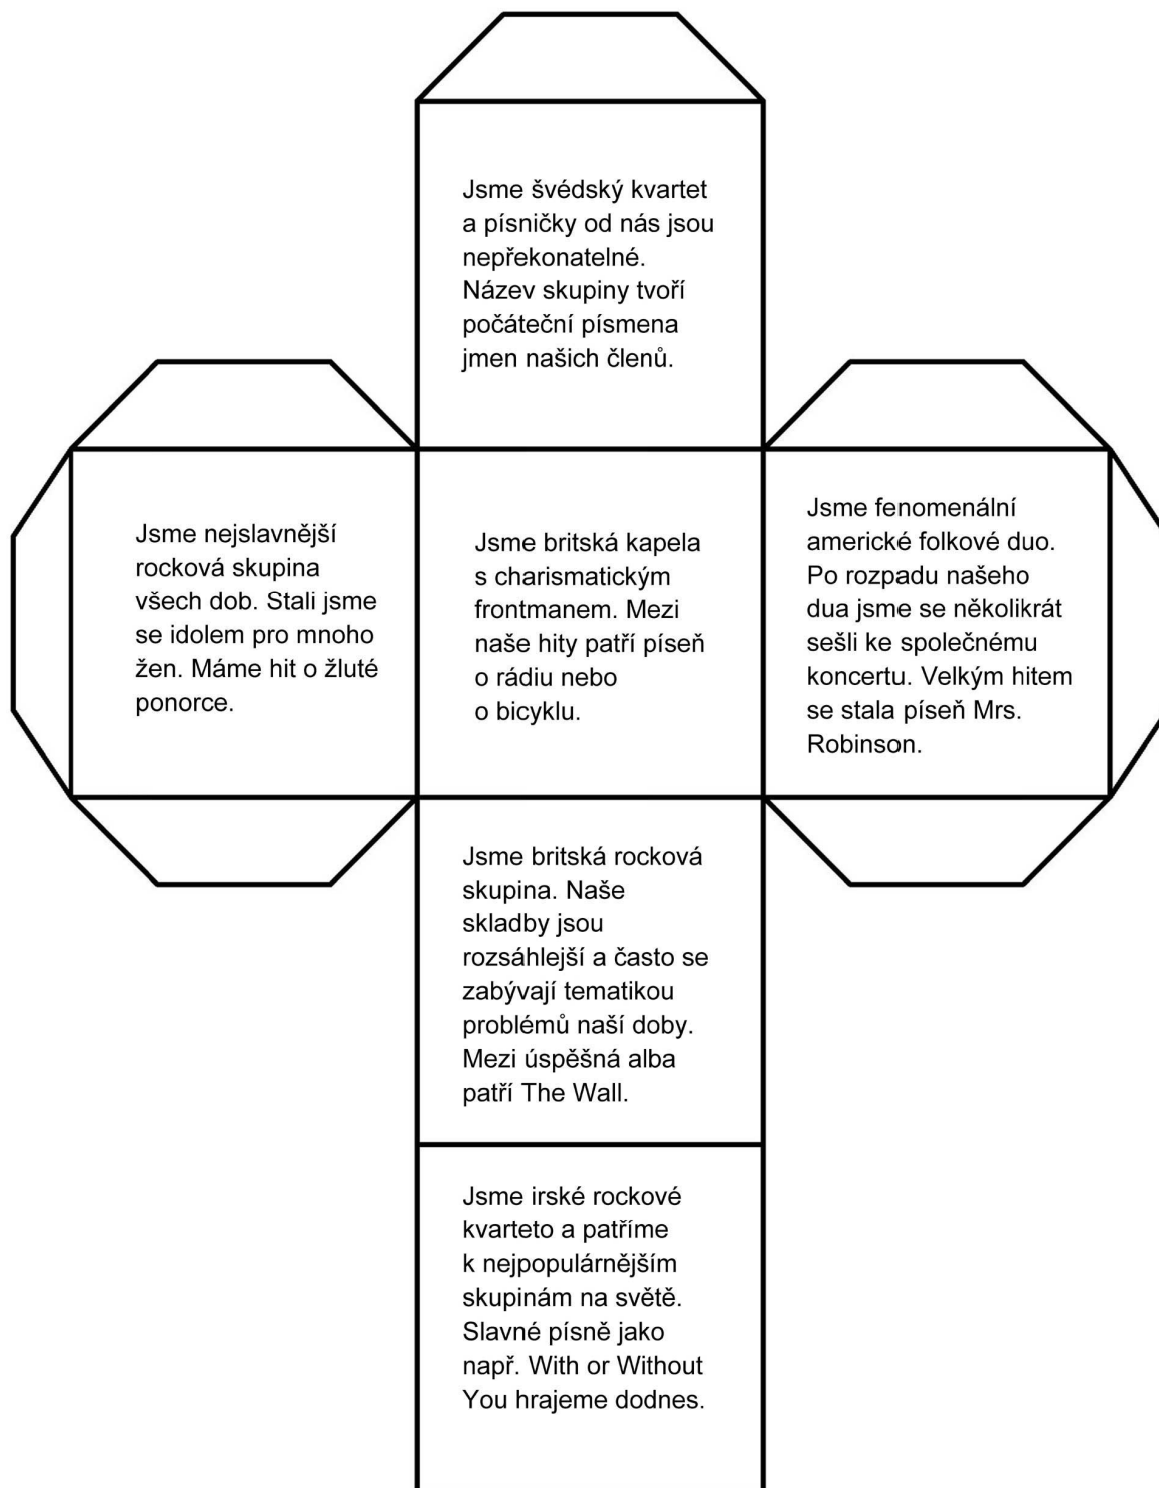 Jsme švédský kvartet
a písničky od nás jsou
nepřekonatelné.
Název skupiny tvoří
počáteční písmena
jmen našich členů.
Jsme nejslavnější
rocková skupina
všech dob. Stali jsme
se idolem pro mnoho
žen. Máme hit o žluté
ponorce.
Jsme britská kapela
s charismatickým
frontmanem. Mezi
naše hity patří píseň
o rádiu nebo
o bicyklu.
Jsme fenomenální
americké folkové duo.
Po rozpadu našeho
dua jsme se několikrát
sešli ke společnému
koncertu. Velkým hitem
se stala píseň Mrs.
Robinson.
Jsme britská rocková
skupina. Naše
skladby jsou
rozsáhlejší a často se
zabývají tematikou
problémů naší doby.
Mezi úspěšná alba
patří The Wall.
Jsme irské rockové
kvarteto a patříme
k nejpopulárnějším
skupinám na světě.
Slavné písně jako
např. With or Without
You hrajeme dodnes.